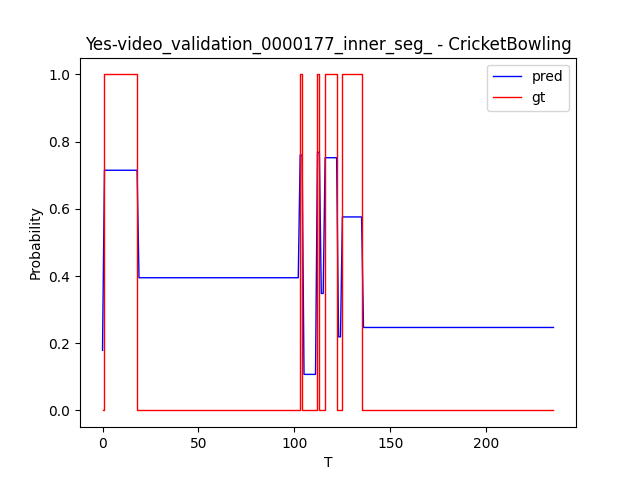 Yes-video_validation_0000177_inner_seg_ - CricketBowling
pred
gt
1.0
0.8
0.6
0.4
0.2
0.0
Probability
0
50
100
150
200
T